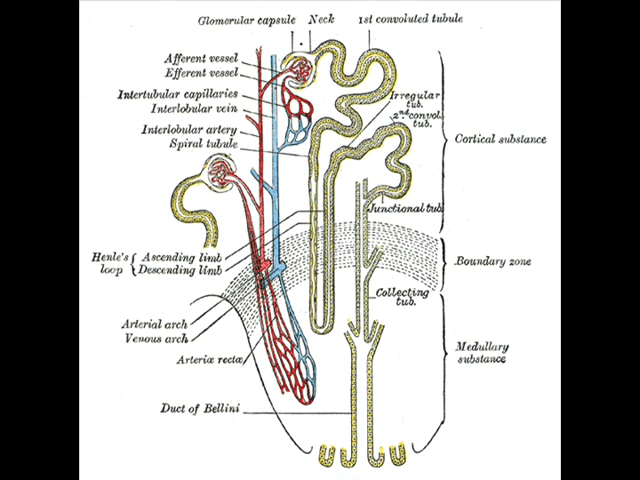 Glomerular capsule Neck 1st convoluted tubule
Afferent vessel
Efferent vessel
Intertubular capillaries
Interlobular vein
Irregular
tub.
2nd convol.
tub.
Interlobular artery
Spiral tubule
Cortical substance
Junctional tub.
Henle's loop
Ascending limb
Descending limb
Boundary zone
Collecting
tub.
Arterial arch
Venous arch
Arteriæ rectæ
Medullary
substance
Duct of Bellini